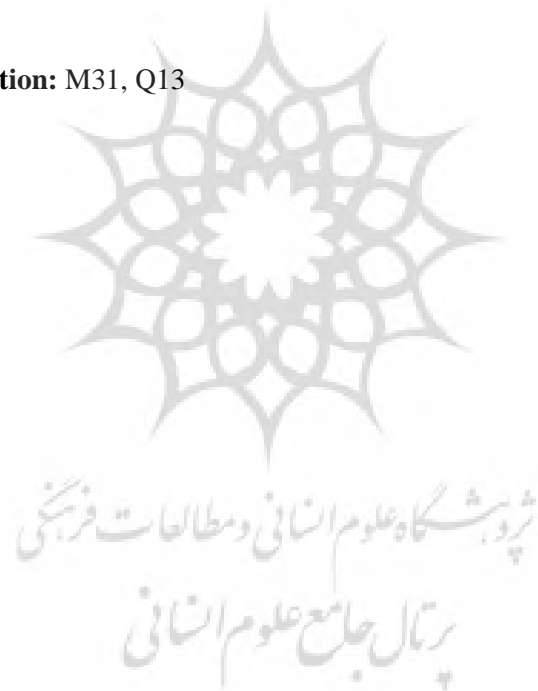 tion: M31, Q13
پژوهشگاه علوم انسانی و مطالعات فرهنگی
پرتال جامع علوم انسانی